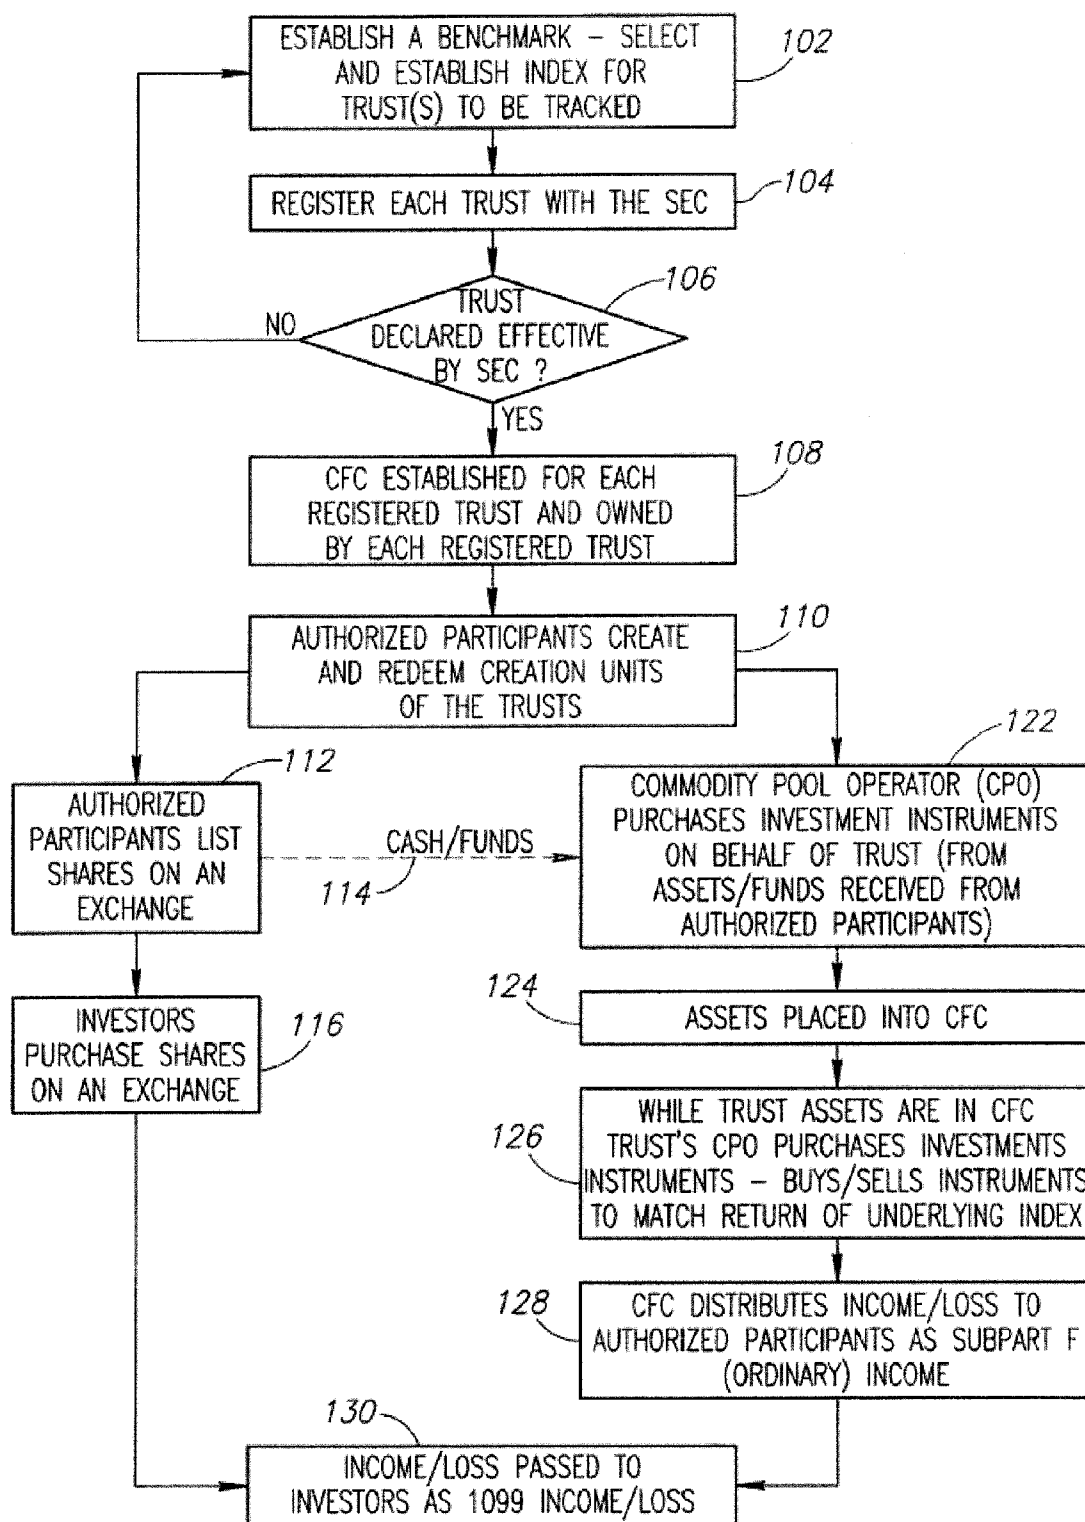 ESTABLISH A BENCHMARK – SELECT
AND ESTABLISH INDEX FOR
TRUST(S) TO BE TRACKED
102
REGISTER EACH TRUST WITH THE SEC
104
TRUST
DECLARED EFFECTIVE
BY SEC ?
106
NO
YES
CFC ESTABLISHED FOR EACH
REGISTERED TRUST AND OWNED
BY EACH REGISTERED TRUST
108
AUTHORIZED PARTICIPANTS CREATE
AND REDEEM CREATION UNITS
OF THE TRUSTS
110
112
AUTHORIZED
PARTICIPANTS LIST
SHARES ON AN
EXCHANGE
CASH/FUNDS
114
122
COMMODITY POOL OPERATOR (CPO)
PURCHASES INVESTMENT INSTRUMENTS
ON BEHALF OF TRUST (FROM
ASSETS/FUNDS RECEIVED FROM
AUTHORIZED PARTICIPANTS)
INVESTORS
PURCHASE SHARES
ON AN EXCHANGE
116
124
ASSETS PLACED INTO CFC
126
WHILE TRUST ASSETS ARE IN CFC
TRUST'S CPO PURCHASES INVESTMENTS
INSTRUMENTS – BUYS/SELLS INSTRUMENTS
TO MATCH RETURN OF UNDERLYING INDEX
128
CFC DISTRIBUTES INCOME/LOSS TO
AUTHORIZED PARTICIPANTS AS SUBPART F
(ORDINARY) INCOME
130
INCOME/LOSS PASSED TO
INVESTORS AS 1099 INCOME/LOSS